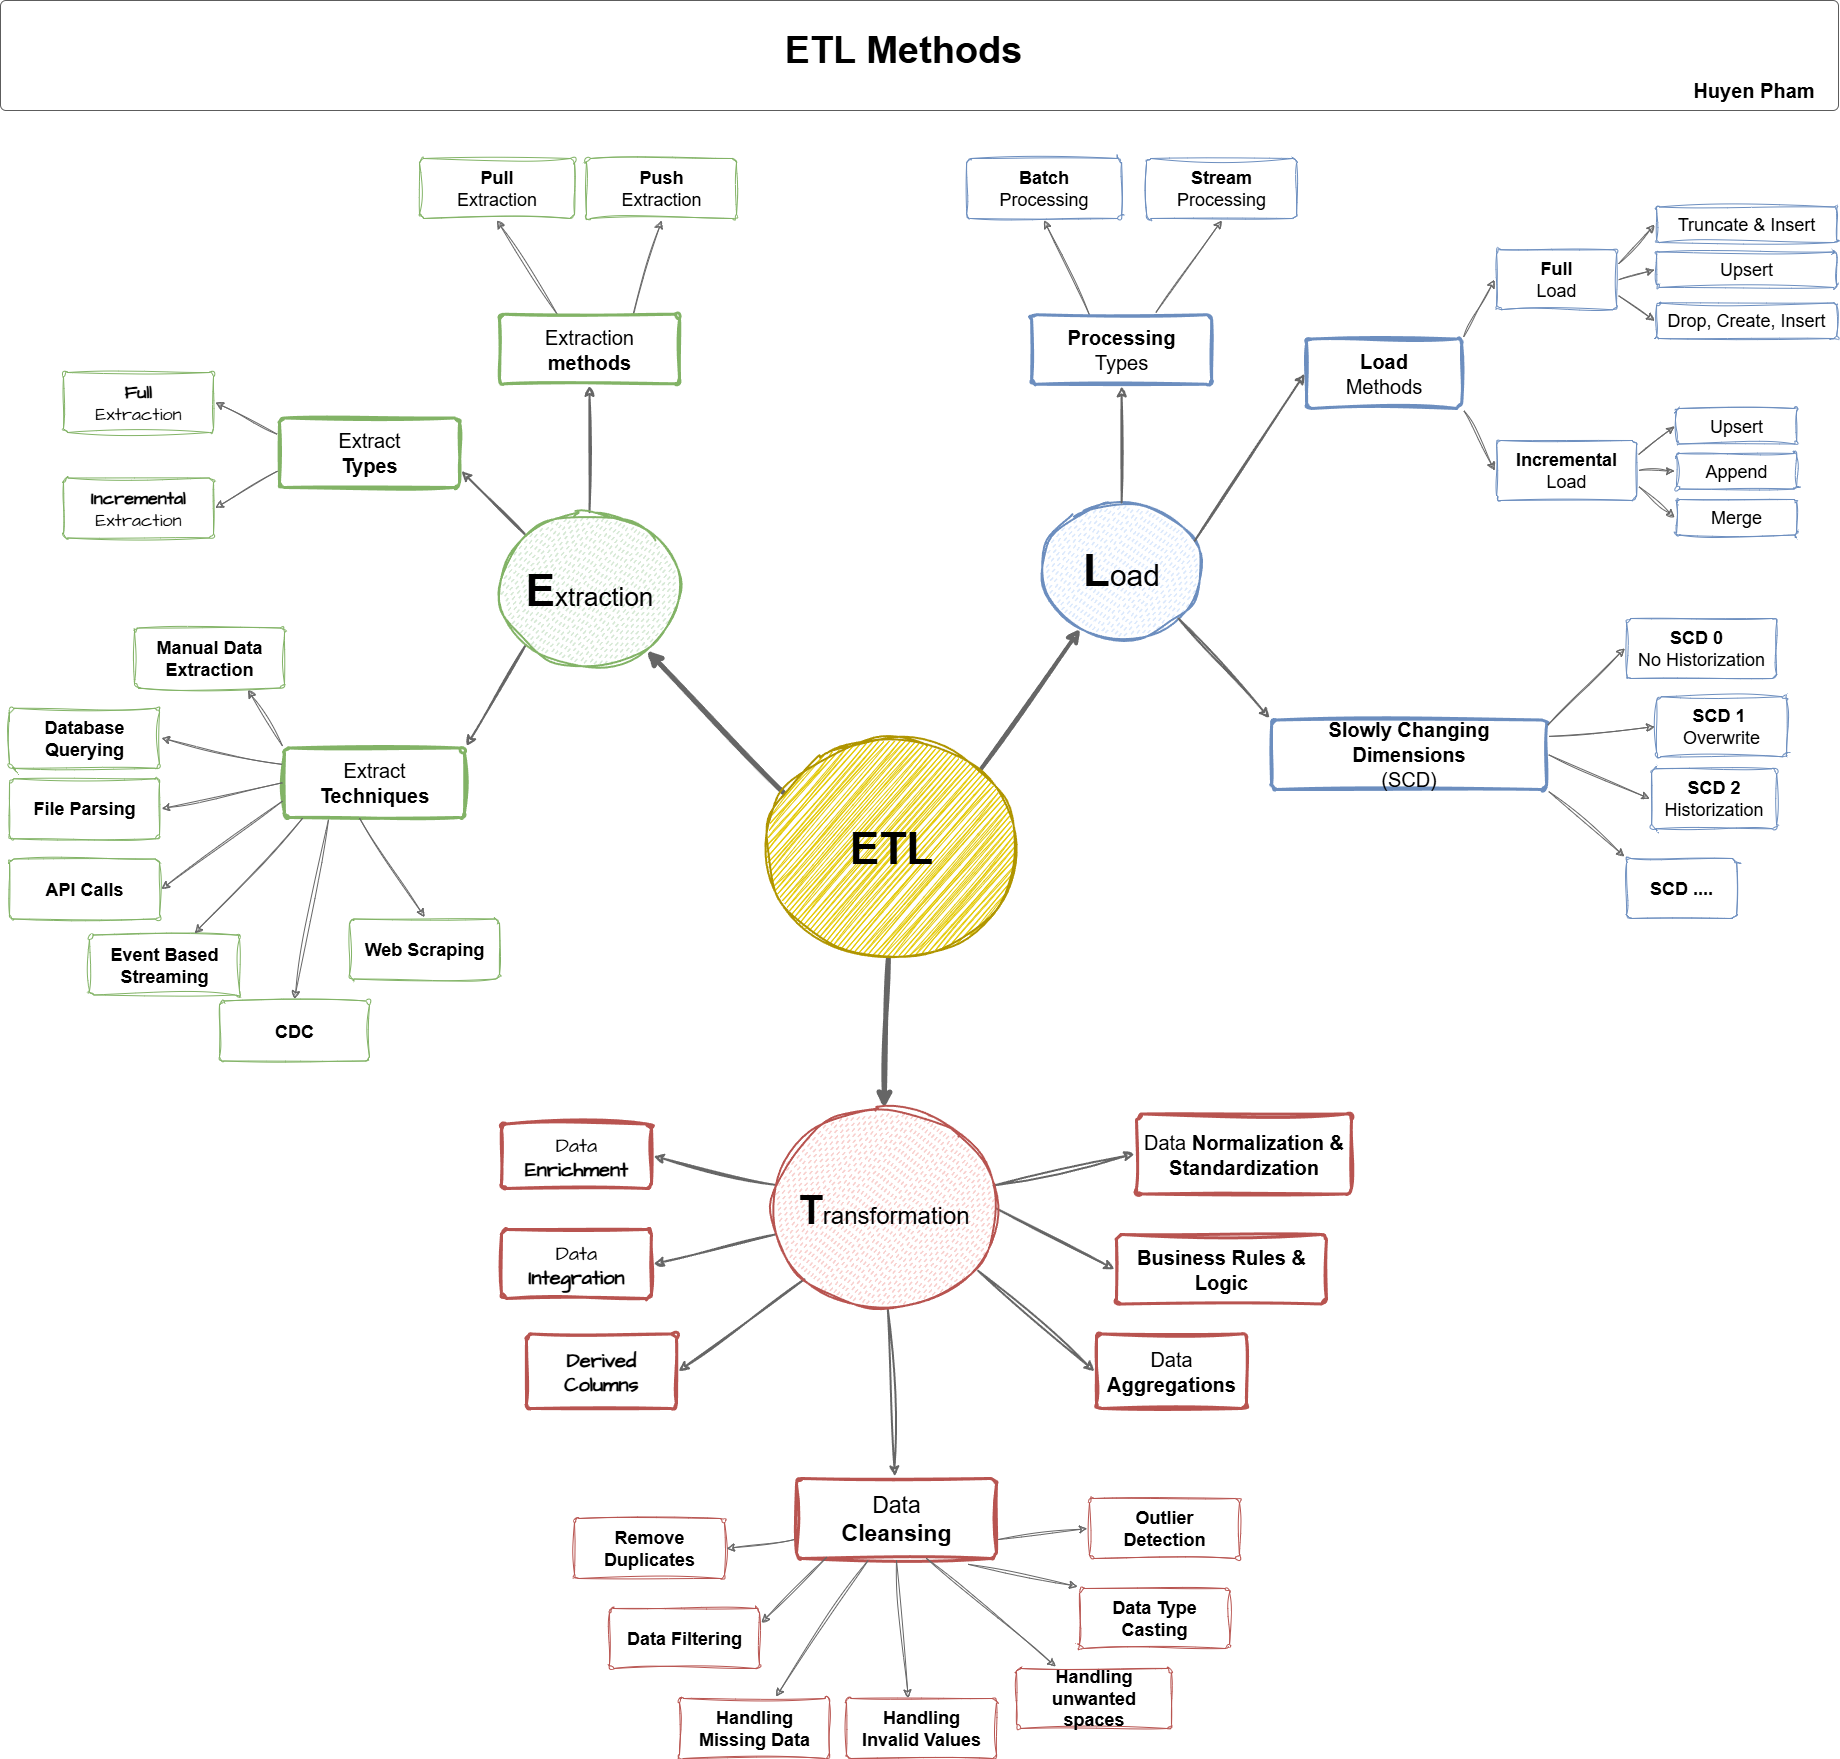 ETL Methods
Huyen Pham
Pull
Extraction
Push
Extraction
Extraction
methods
Full
Extraction
Incremental
Extraction
Extract
Types
Extraction
Manual Data
Extraction
Database
Querying
File Parsing
API Calls
Event Based
Streaming
CDC
Web Scraping
Extract
Techniques
Batch
Processing
Stream
Processing
Processing
Types
Load
Load
Methods
Full
Load
Truncate & Insert
Upsert
Drop, Create, Insert
Incremental
Load
Upsert
Append
Merge
Slowly Changing
Dimensions
(SCD)
SCD 0
No Historization
SCD 1
Overwrite
SCD 2
Historization
SCD ....
ETL
Transformation
Data
Enrichment
Data
Integration
Derived
Columns
Data Normalization &
Standardization
Business Rules &
Logic
Data
Aggregations
Data
Cleansing
Remove
Duplicates
Data Filtering
Handling
Missing Data
Handling
Invalid Values
Handling
unwanted
spaces
Data Type
Casting
Outlier
Detection